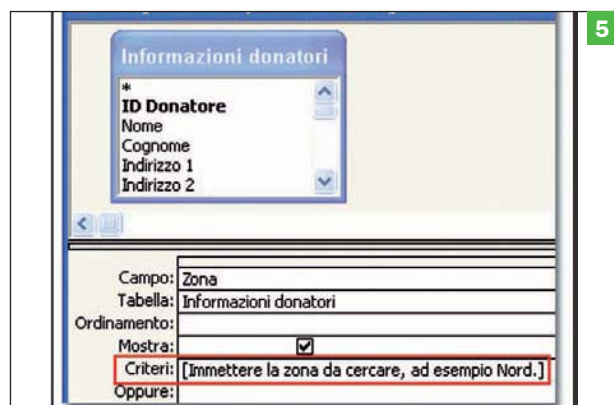 5
Informazioni donatori
*
ID Donatore
Nome
Cognome
Indirizzo 1
Indirizzo 2
Campo: Zona
Tabella: Informazioni donatori
Ordinamento:
Mostra:
Criteri: [Immettere la zona da cercare, ad esempio Nord.]
Oppure: